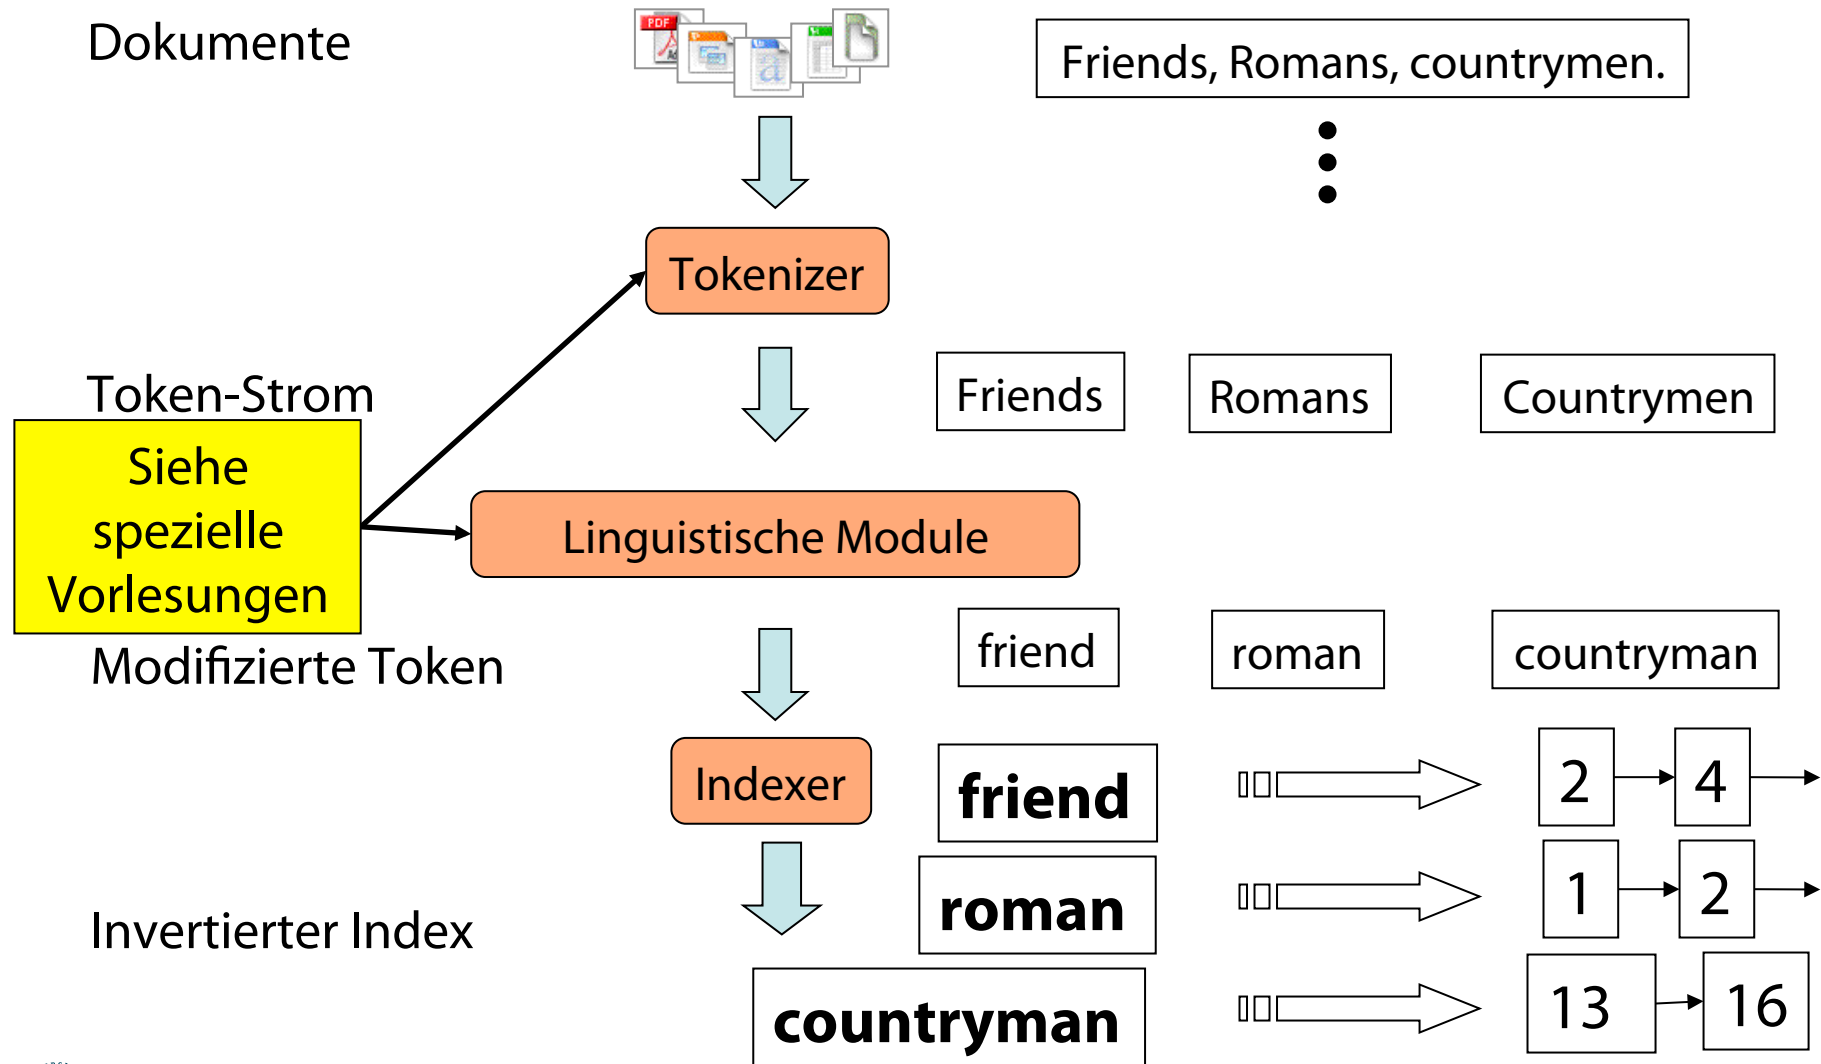 Dokumente
PDF
Friends, Romans, countrymen.
Tokenizer
Token-Strom
Friends
Romans
Countrymen
Siehe
spezielle
Vorlesungen
Linguistische Module
Modifizierte Token
friend
roman
countryman
Indexer
friend
2
4
roman
1
2
Invertierter Index
countryman
13
16